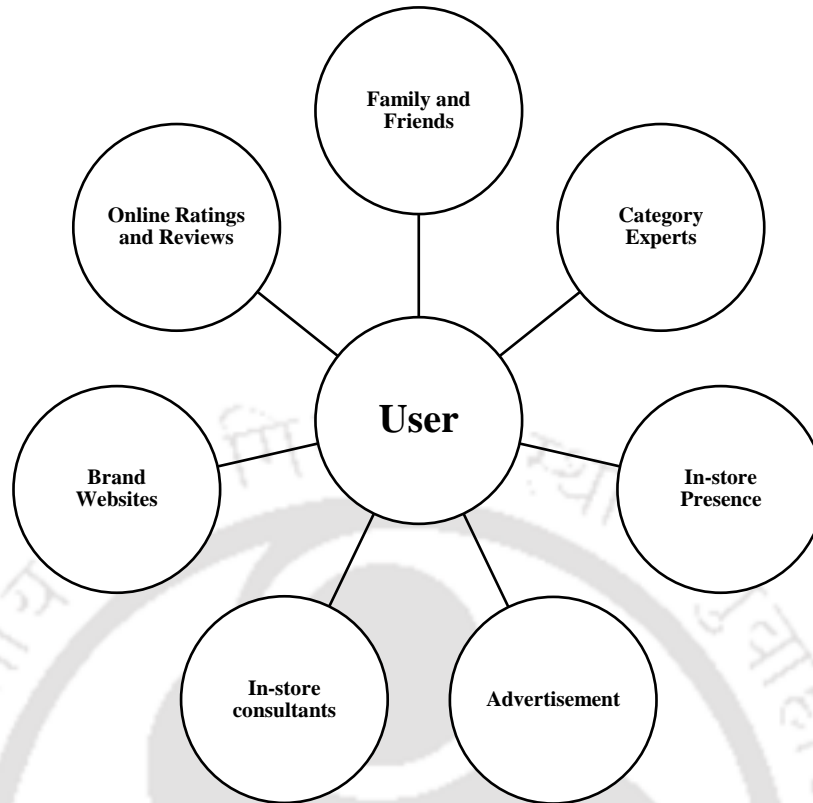 Family and
Friends
Online Ratings
and Reviews
Category
Experts
User
Brand
Websites
In-store
Presence
In-store
consultants
Advertisement